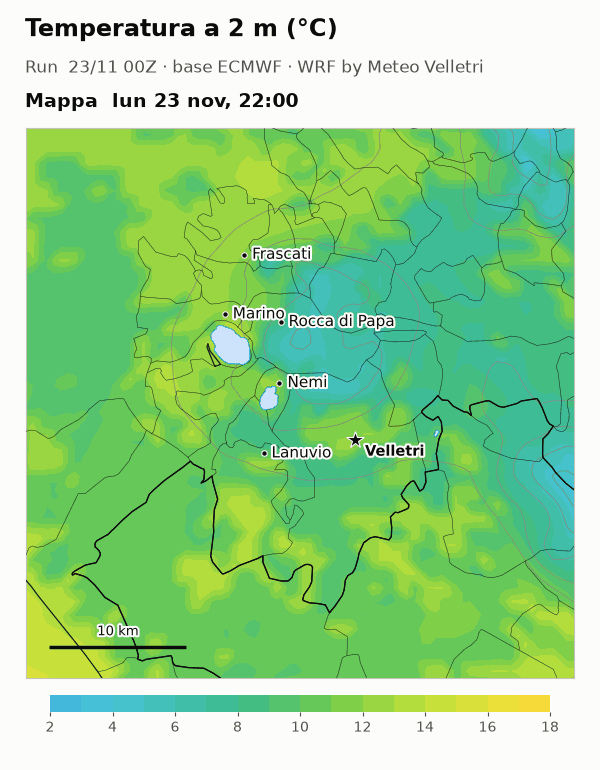 Temperatura a 2 m (°C)
Run  23/11 00Z · base ECMWF · WRF by Meteo Velletri
Mappa  lun 23 nov, 22:00
Frascati
Marino
Rocca di Papa
Nemi
Velletri
Lanuvio
10 km
2 4 6 8 10 12 14 16 18